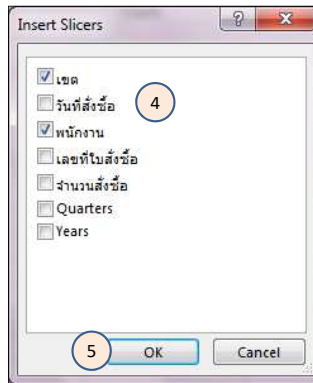 Insert Slicers
เขต
วันที่สั่งซื้อ
4
พนักงาน
เลขที่ใบสั่งซื้อ
จำนวนสั่งซื้อ
Quarters
Years
5
OK
Cancel